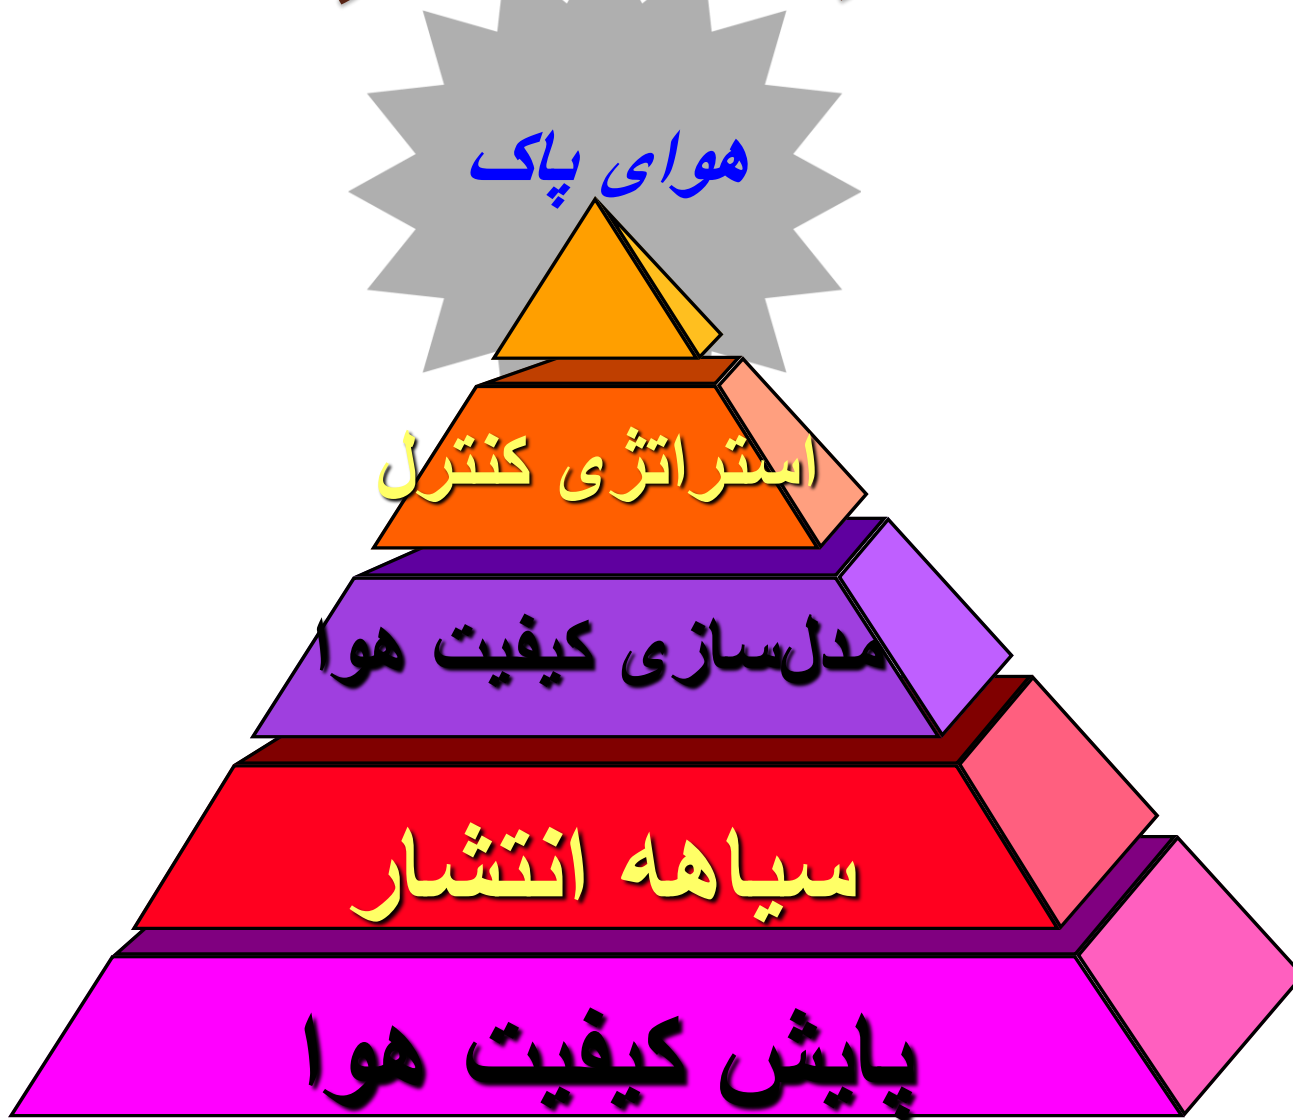 هوای پاک
استراتژی کنترل
مدل‌سازی کیفیت هوا
سیاهه انتشار
پایش کیفیت هوا